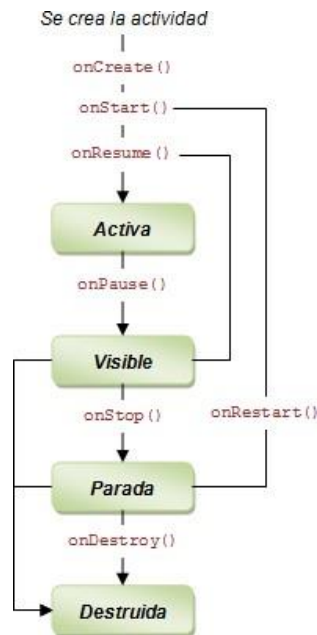 Se crea la actividad
onCreate()
onStart()
onResume()
Activa
onPause()
Visible
onStop()
onRestart()
Parada
onDestroy()
Destruida